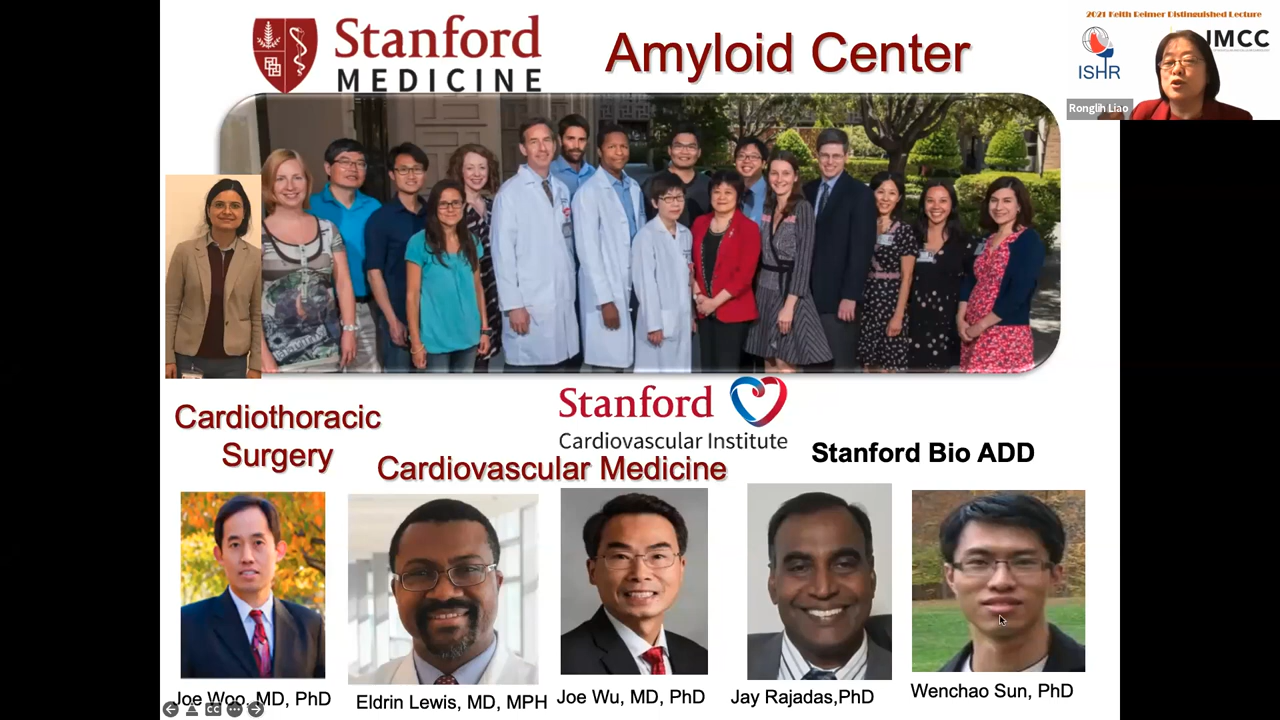 Stanford
MEDICINE
Amyloid Center
2021 Keith Reimer Distinguished Lecture
ISHR
JMCC
Ronglih Liao
Stanford
Cardiovascular Institute
Cardiothoracic
Surgery
Cardiovascular Medicine
Stanford Bio ADD
Joe Woo, MD, PhD
Eldrin Lewis, MD, MPH
Joe Wu, MD, PhD
Jay Rajadas,PhD
Wenchao Sun, PhD
CC